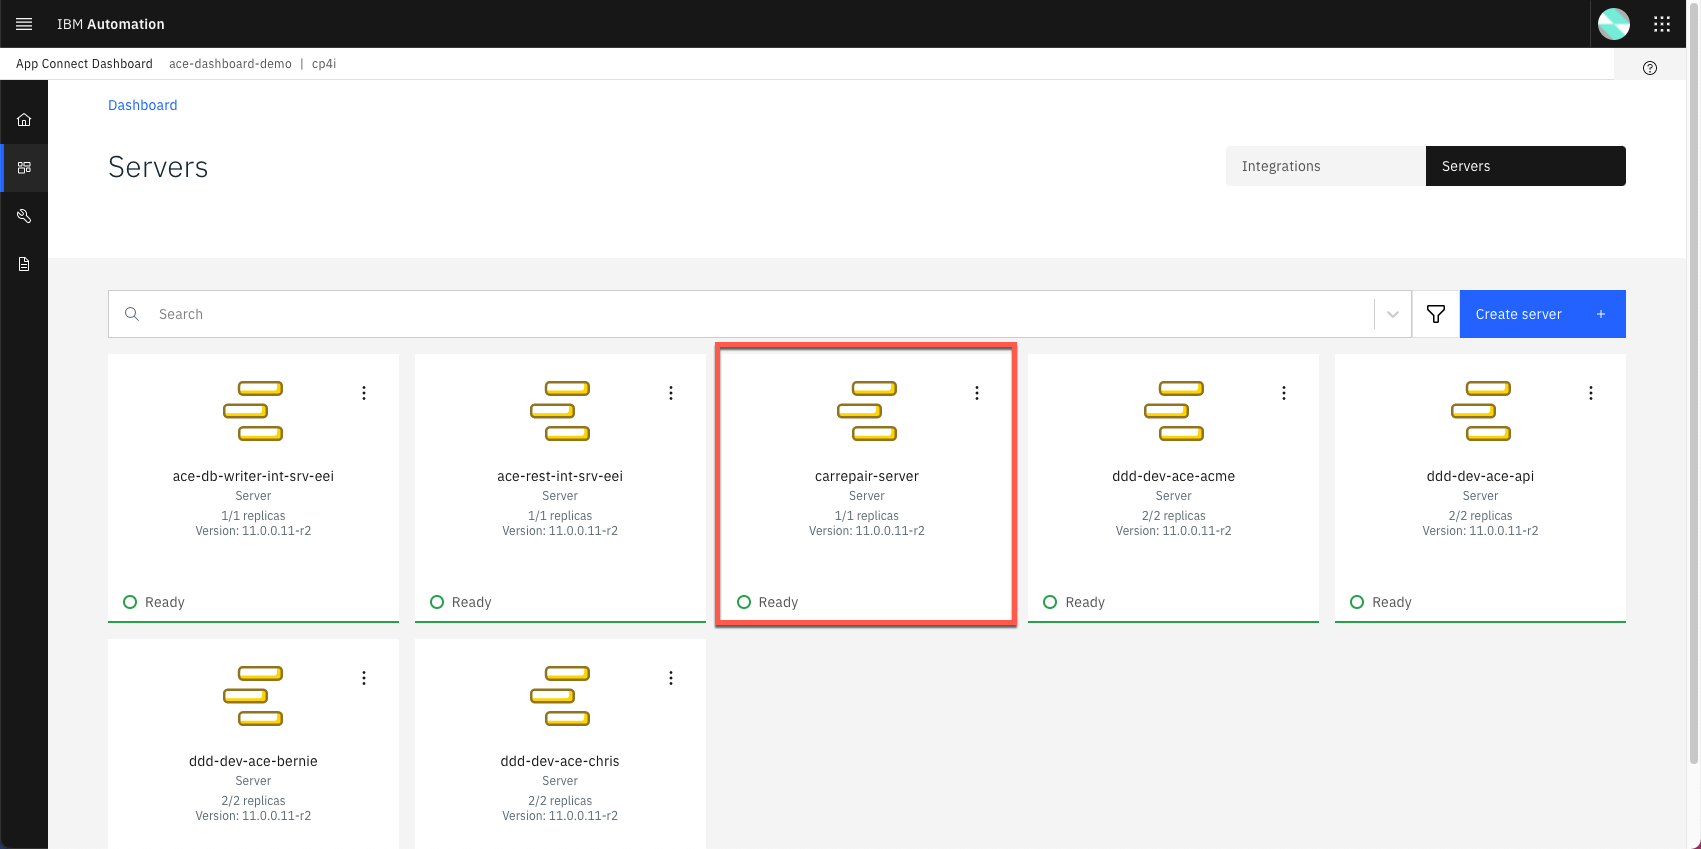 IBM Automation
App Connect Dashboard ace-dashboard-demo | cp4i
Dashboard
Servers
Integrations
Servers
Search
Create server +
ace-db-writer-int-srv-eei
Server
1/1 replicas
Version: 11.0.0.11-r2
Ready
ace-rest-int-srv-eei
Server
1/1 replicas
Version: 11.0.0.11-r2
Ready
carrepair-server
Server
1/1 replicas
Version: 11.0.0.11-r2
Ready
ddd-dev-ace-acme
Server
2/2 replicas
Version: 11.0.0.11-r2
Ready
ddd-dev-ace-api
Server
2/2 replicas
Version: 11.0.0.11-r2
Ready
ddd-dev-ace-bernie
Server
2/2 replicas
Version: 11.0.0.11-r2
ddd-dev-ace-chris
Server
2/2 replicas
Version: 11.0.0.11-r2